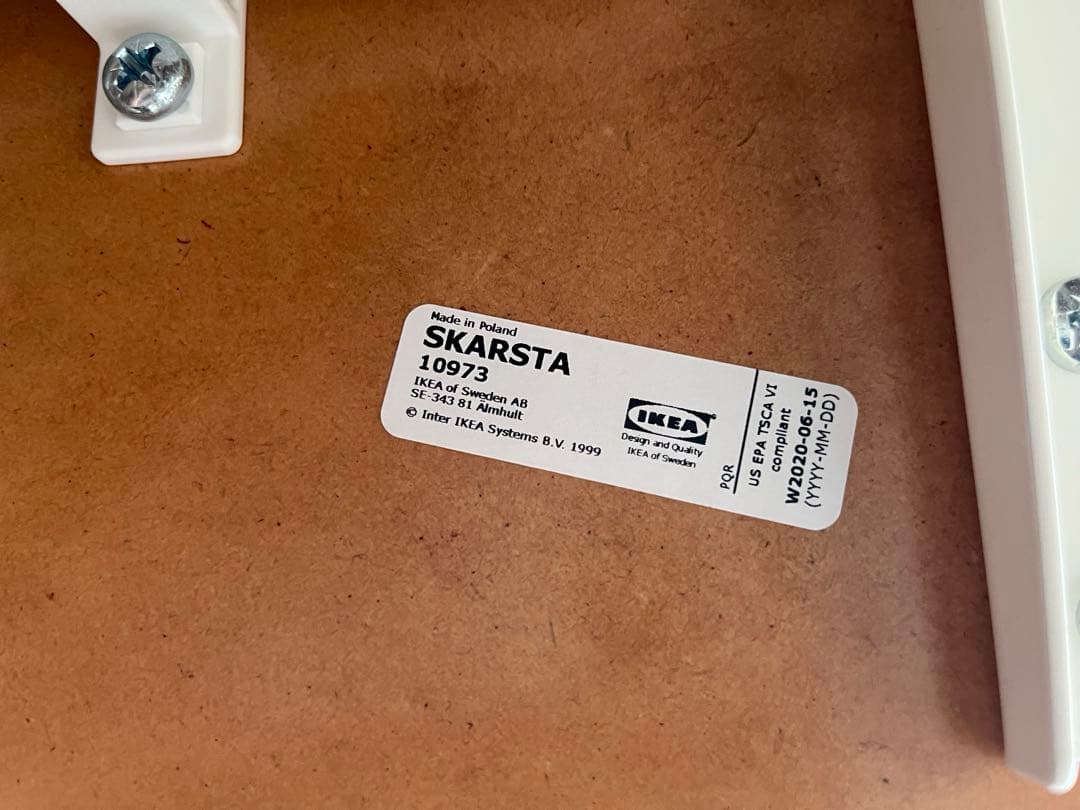 Made in Poland
SKARSTA
10973
IKEA of Sweden AB
SE-343 81 Älmhult
© Inter IKEA Systems B.V. 1999
IKEA®
Design and Quality
IKEA of Sweden
PQR
US EPA TSCA VI
compliant
W2020-06-15
(YYYY-MM-DD)